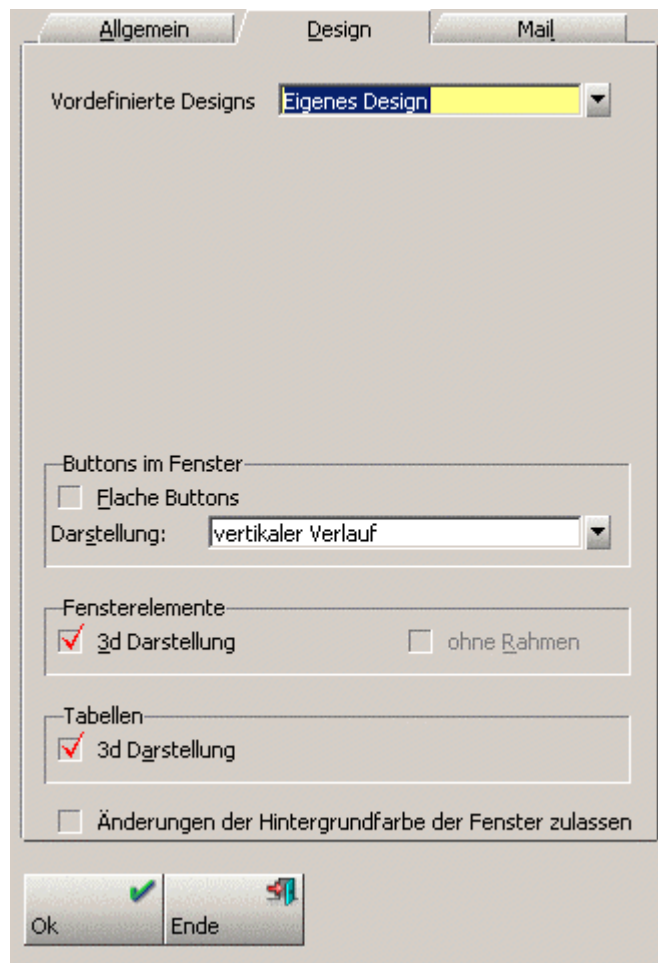 Allgemein Design Mail
Vordefinierte Designs Eigenes Design
Buttons im Fenster
Flache Buttons
Darstellung: vertikaler Verlauf
Fensterelemente
3d Darstellung ohne Rahmen
Tabellen
3d Darstellung
Änderungen der Hintergrundfarbe der Fenster zulassen
Ok Ende